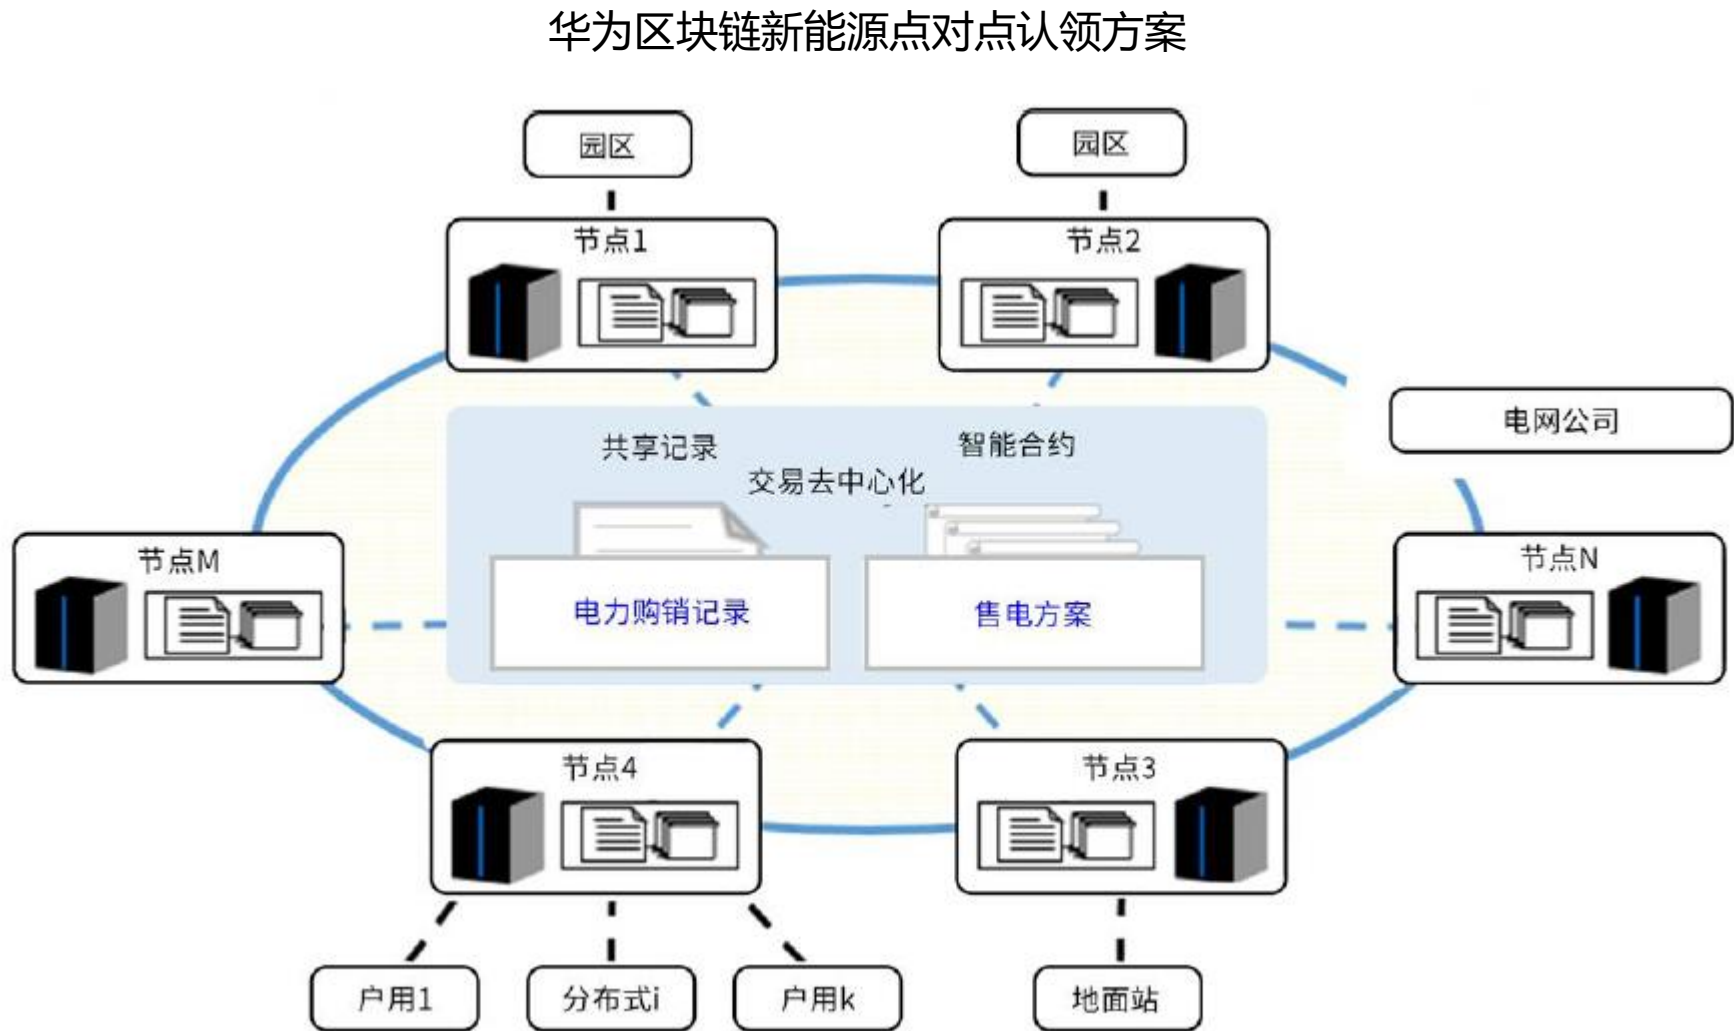 华为区块链新能源点对点认领方案
园区
园区
节点1
节点2
电网公司
共享记录
智能合约
交易去中心化
节点M
节点N
电力购销记录
售电方案
节点4
节点3
户用1
分布式i
户用k
地面站